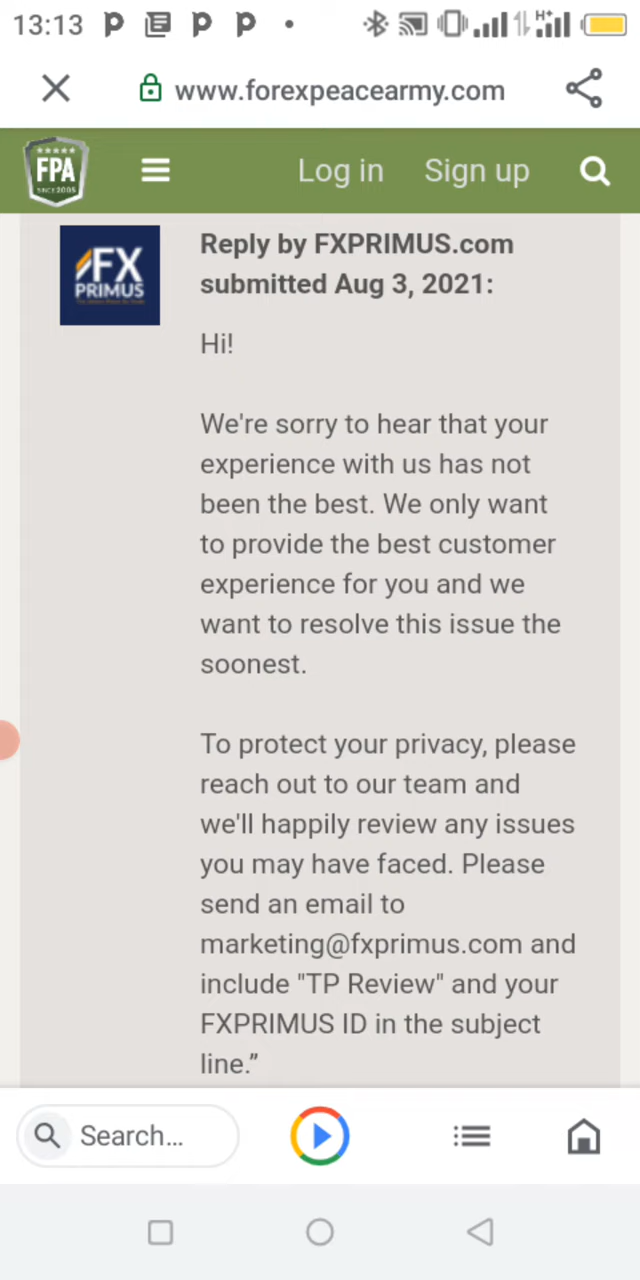 13:13
H+
www.forexpeacearmy.com
FPA
SINCE 2005
Log in
Sign up
FX
PRIMUS
Reply by FXPRIMUS.com
submitted Aug 3, 2021:
Hi!
We're sorry to hear that your
experience with us has not
been the best. We only want
to provide the best customer
experience for you and we
want to resolve this issue the
soonest.
To protect your privacy, please
reach out to our team and
we'll happily review any issues
you may have faced. Please
send an email to
marketing@fxprimus.com and
include "TP Review" and your
FXPRIMUS ID in the subject
line.”
Search...